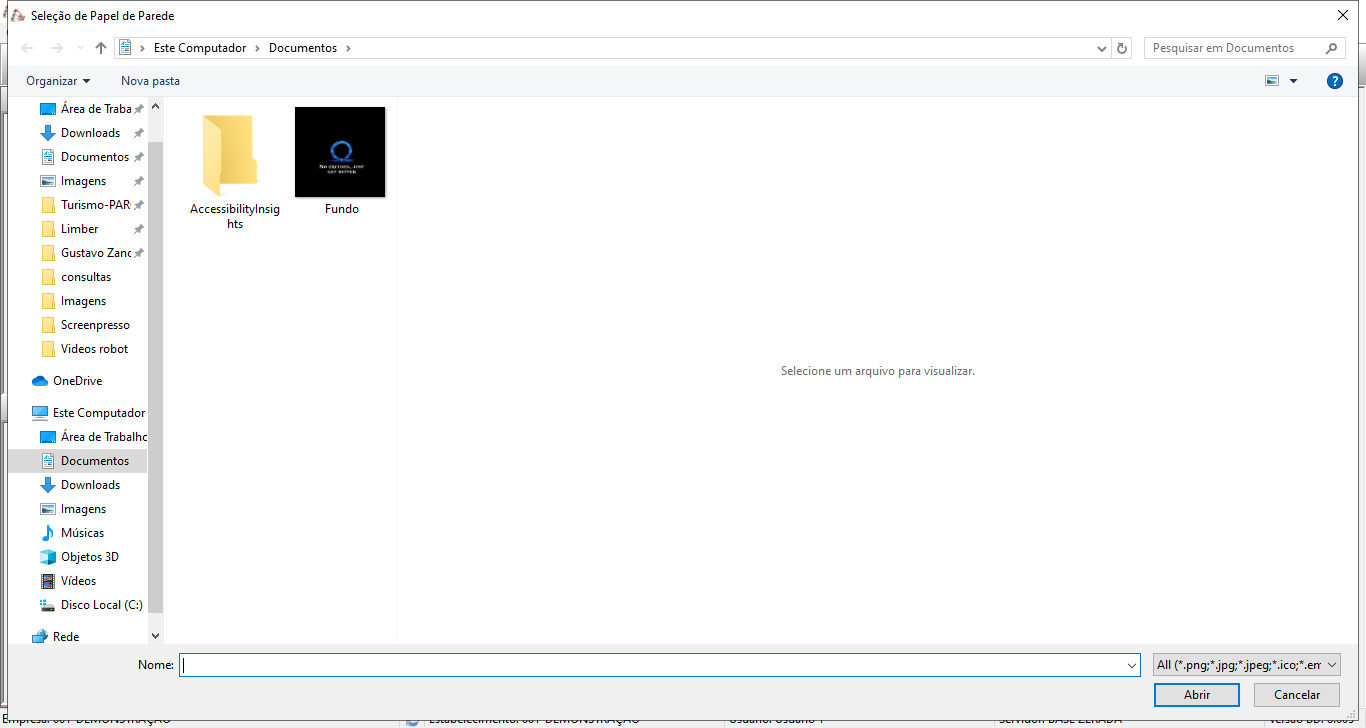 Seleção de Papel de Parede
Este Computador
Documentos
Pesquisar em Documentos
Organizar
Nova pasta
Área de Traba
Downloads
Documentos
Imagens
Turismo-PAR
Limber
Gustavo Zanc
consultas
Imagens
Screenpresso
Videos robot
OneDrive
Este Computador
Área de Trabalho
Documentos
Downloads
Imagens
Músicas
Objetos 3D
Vídeos
Disco Local (C:)
Rede
AccessibilityInsig
hts
No excuses, just
get better
Fundo
Selecione um arquivo para visualizar.
Nome:
All (*.png;*.jpg;*.jpeg;*.ico;*.em
Abrir
Cancelar
Empresa: 001-DEMONSTRAÇÃO
Estabelecimento: 001-DEMONSTRAÇÃO
Usuário: Usuário 1
Servidor: BASE ZERADA